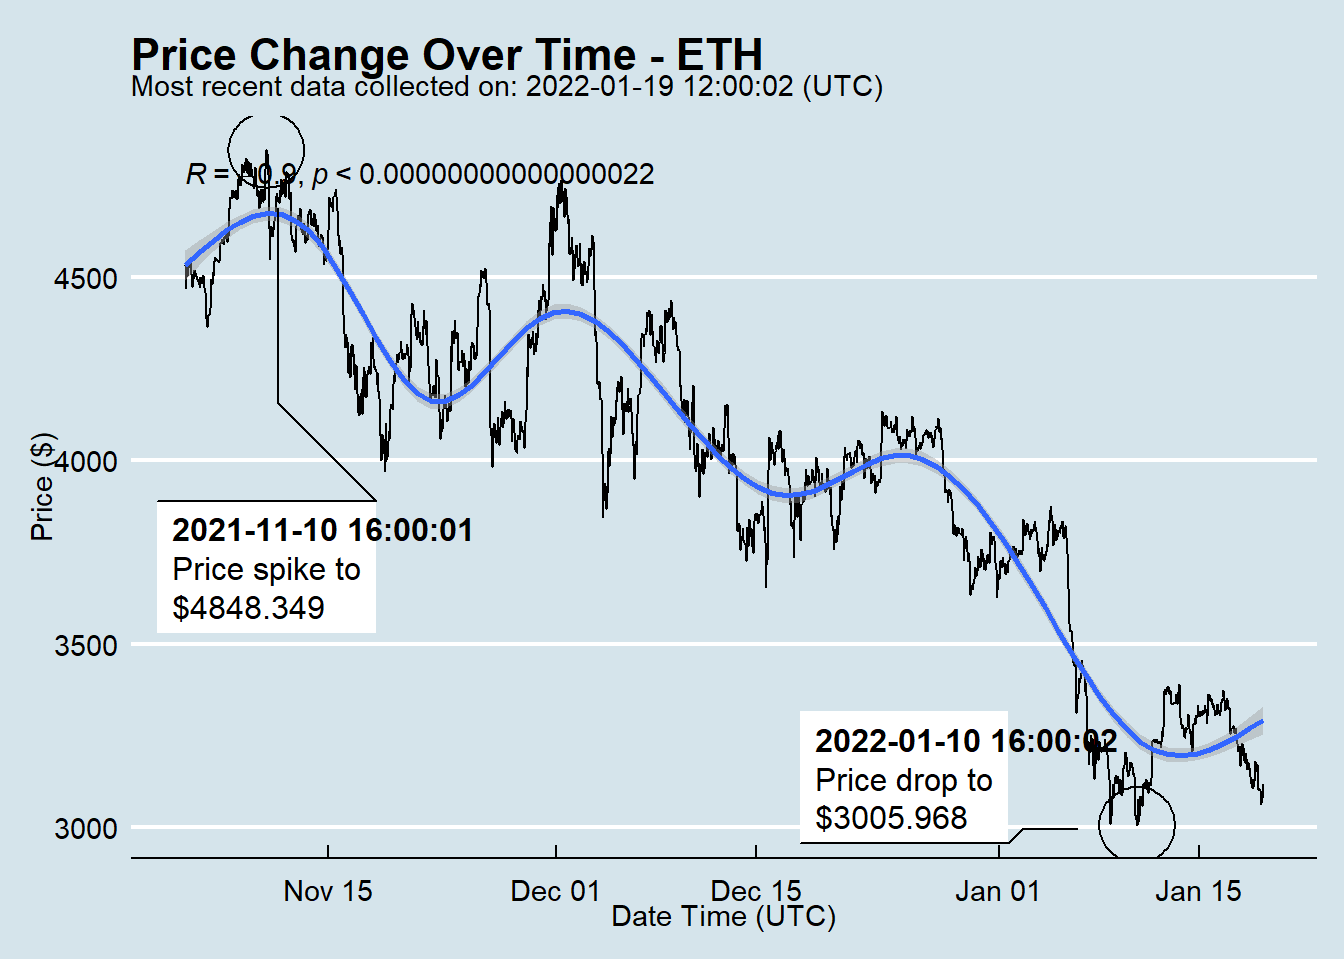 Price Change Over Time - ETH
Most recent data collected on: 2022-01-19 12:00:02 (UTC)
R = -0.9, p < 0.00000000000000022
4500
4000
3500
3000
Price ($)
2021-11-10 16:00:01
Price spike to
$4848.349
2022-01-10 16:00:02
Price drop to
$3005.968
Nov 15
Dec 01
Dec 15
Jan 01
Jan 15
Date Time (UTC)